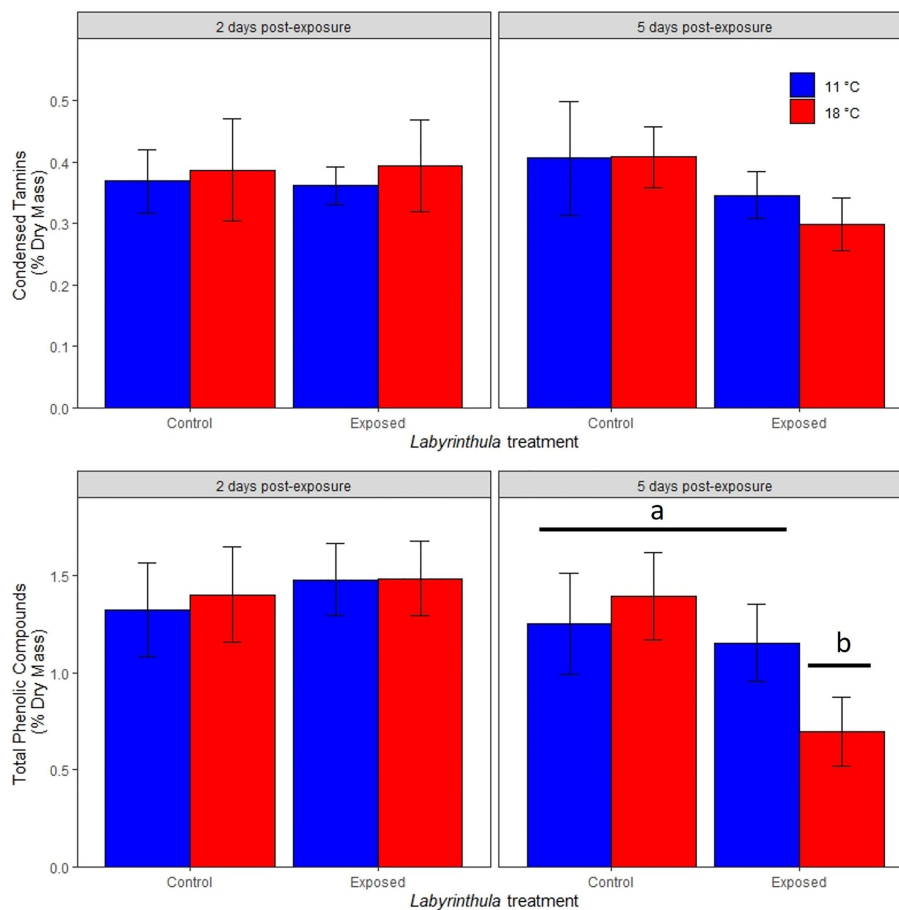 2 days post-exposure
5 days post-exposure
Condensed Tannins
(% Dry Mass)
0.5
0.4
0.3
0.2
0.1
0.0
11 °C
18 °C
Control
Exposed
Control
Exposed
Labyrinthula treatment
2 days post-exposure
5 days post-exposure
Total Phenolic Compounds
(% Dry Mass)
1.5
1.0
0.5
0.0
a
b
Control
Exposed
Control
Exposed
Labyrinthula treatment